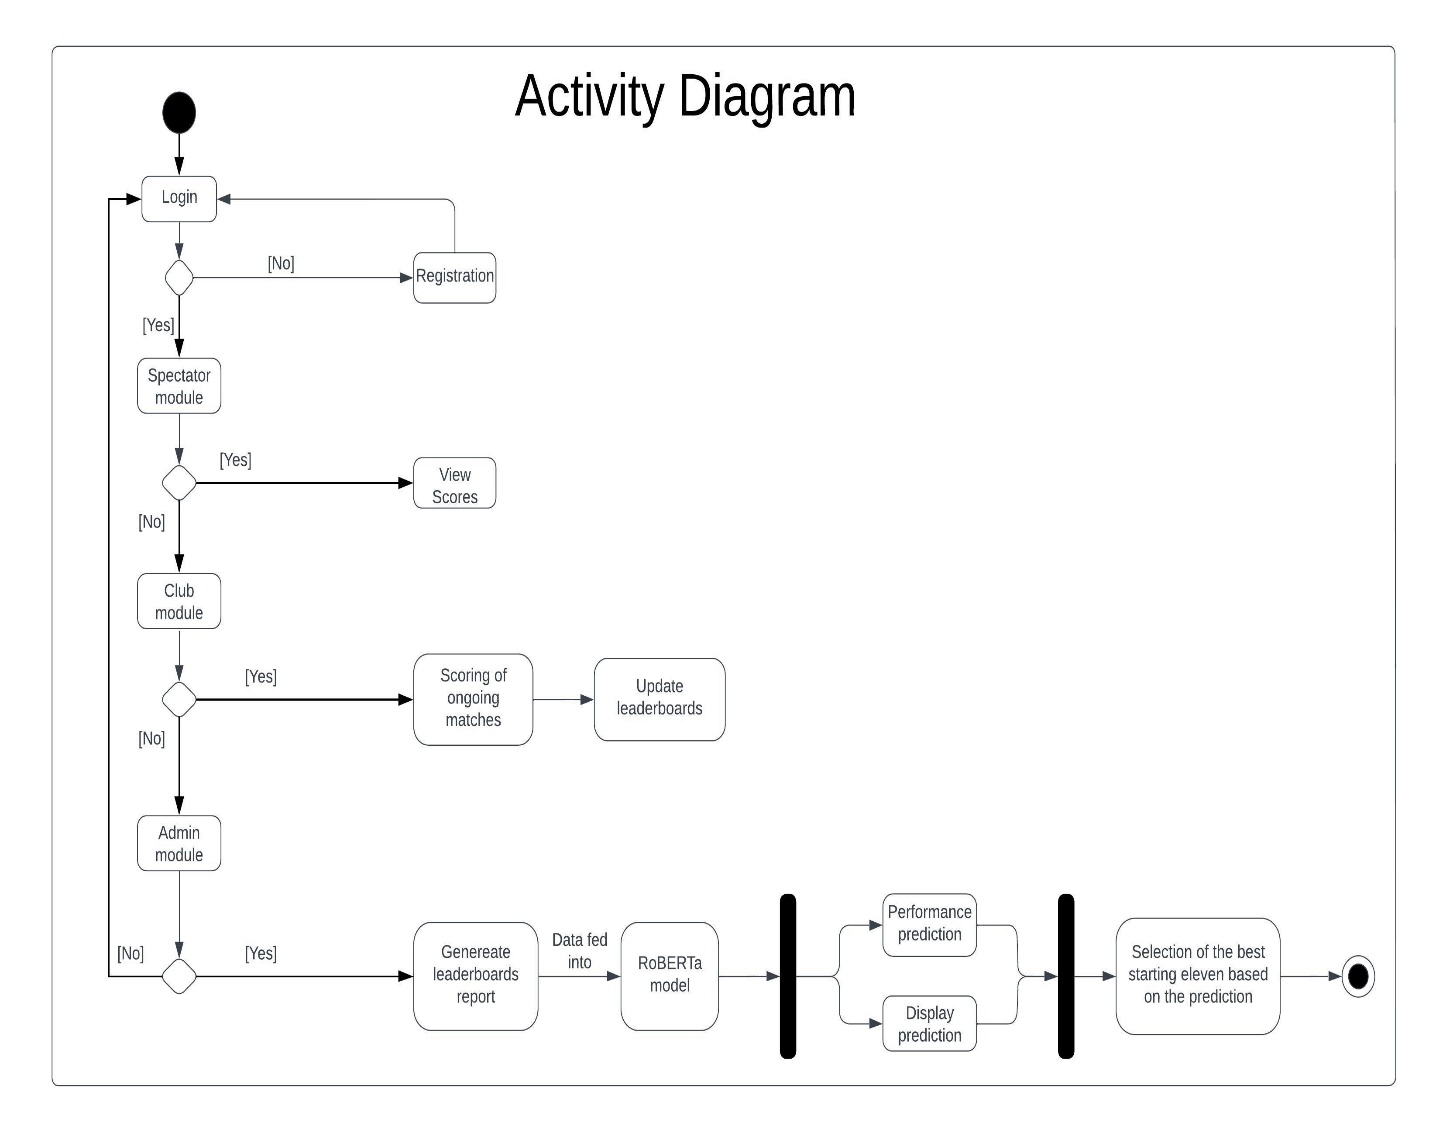 Activity Diagram
Login
[No]
Registration
[Yes]
Spectator
module
[Yes]
View
Scores
[No]
Club
module
[Yes]
Scoring of
ongoing
matches
Update
leaderboards
[No]
Admin
module
[No]
[Yes]
Genereate
leaderboards
report
Data fed
into
RoBERTa
model
Performance
prediction
Display
prediction
Selection of the best
starting eleven based
on the prediction